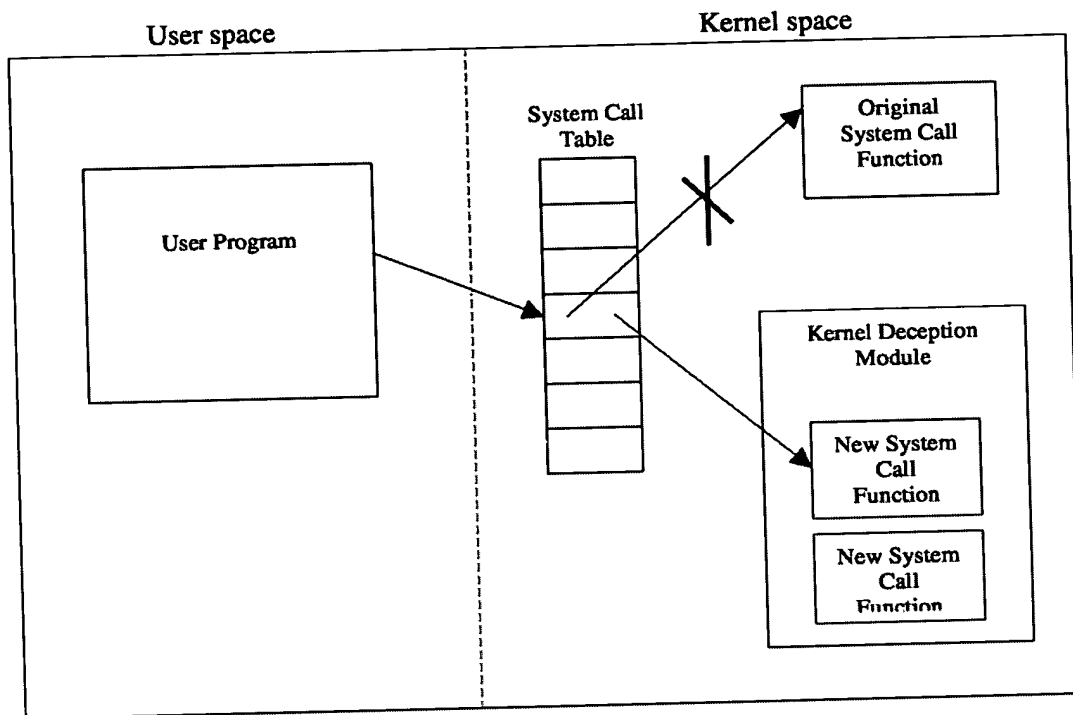 User space
Kernel space
System Call
Table
Original
System Call
Function
User Program
Kernel Deception
Module
New System
Call
Function
New System
Call
Function